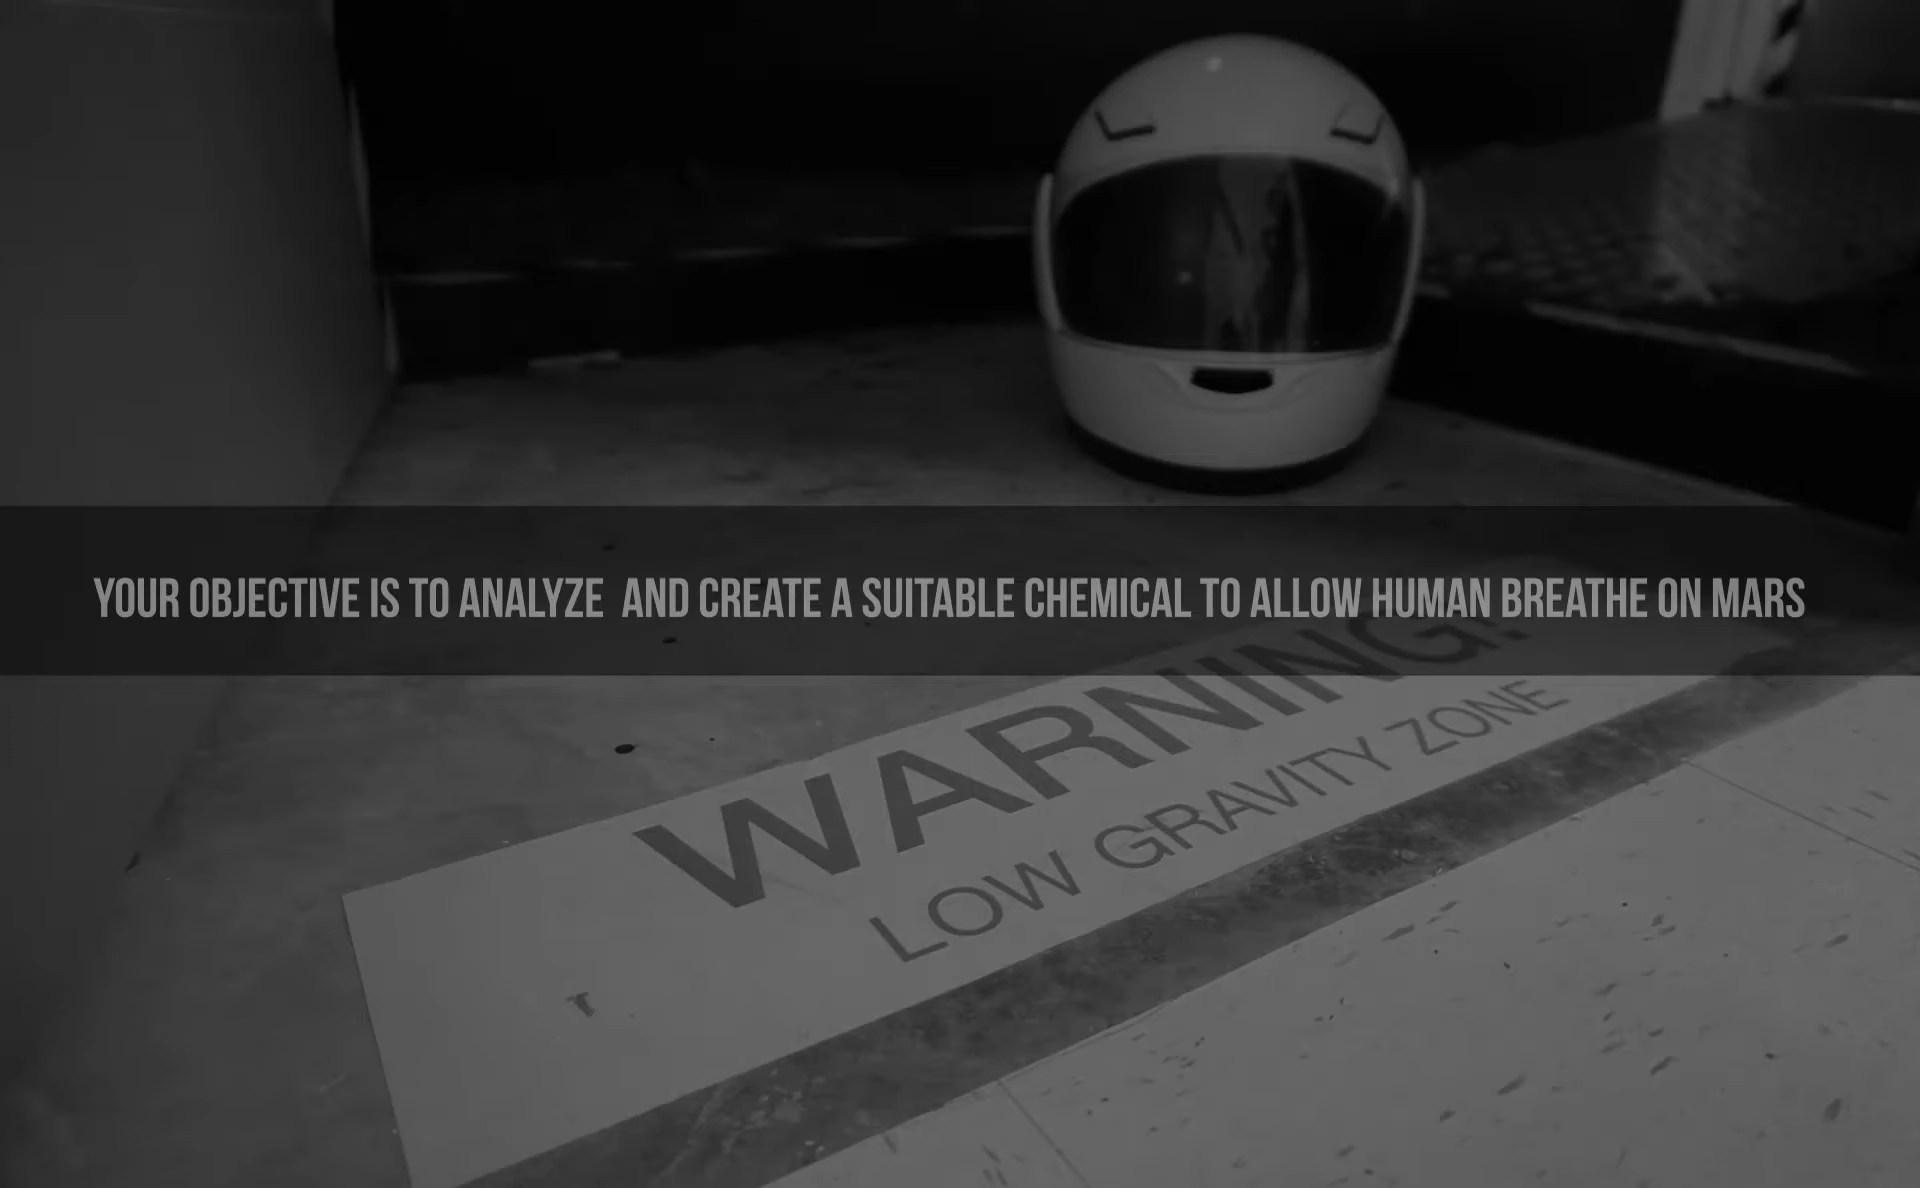 YOUR OBJECTIVE IS TO ANALYZE AND CREATE A SUITABLE CHEMICAL TO ALLOW HUMAN BREATHE ON MARS
WARNING!
LOW GRAVITY ZONE